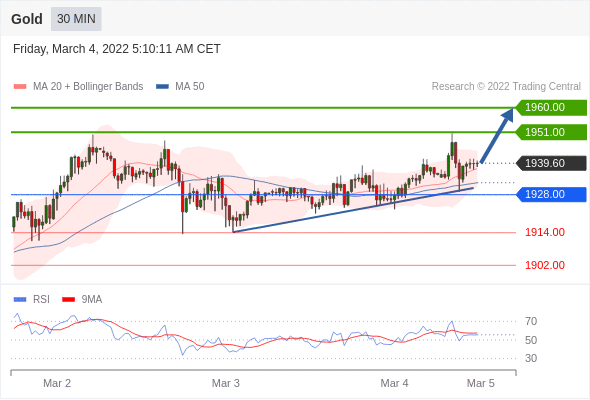 Gold 30 MIN
Friday, March 4, 2022 5:10:11 AM CET
MA 20 + Bollinger Bands MA 50 Research © 2022 Trading Central
1960.00
1951.00
1939.60
1928.00
1914.00
1902.00
RSI 9MA
70
50
30
Mar 2 Mar 3 Mar 4 Mar 5